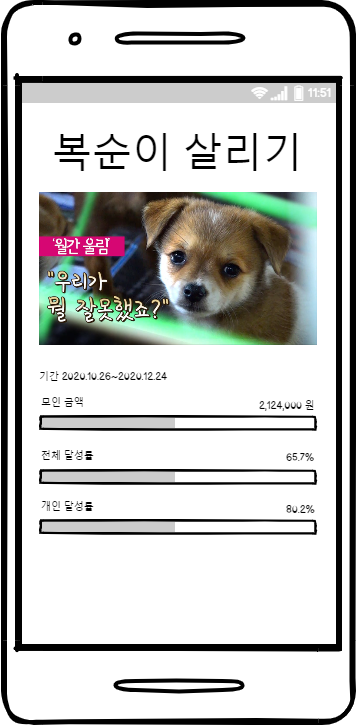 11:51
복순이 살리기
'월간 울림'
"우리가
뭘 잘못했죠?"
기간 2020.10.26~2020.12.24
모인 금액
2,124,000 원
전체 달성률
65.7%
개인 달성률
80.2%